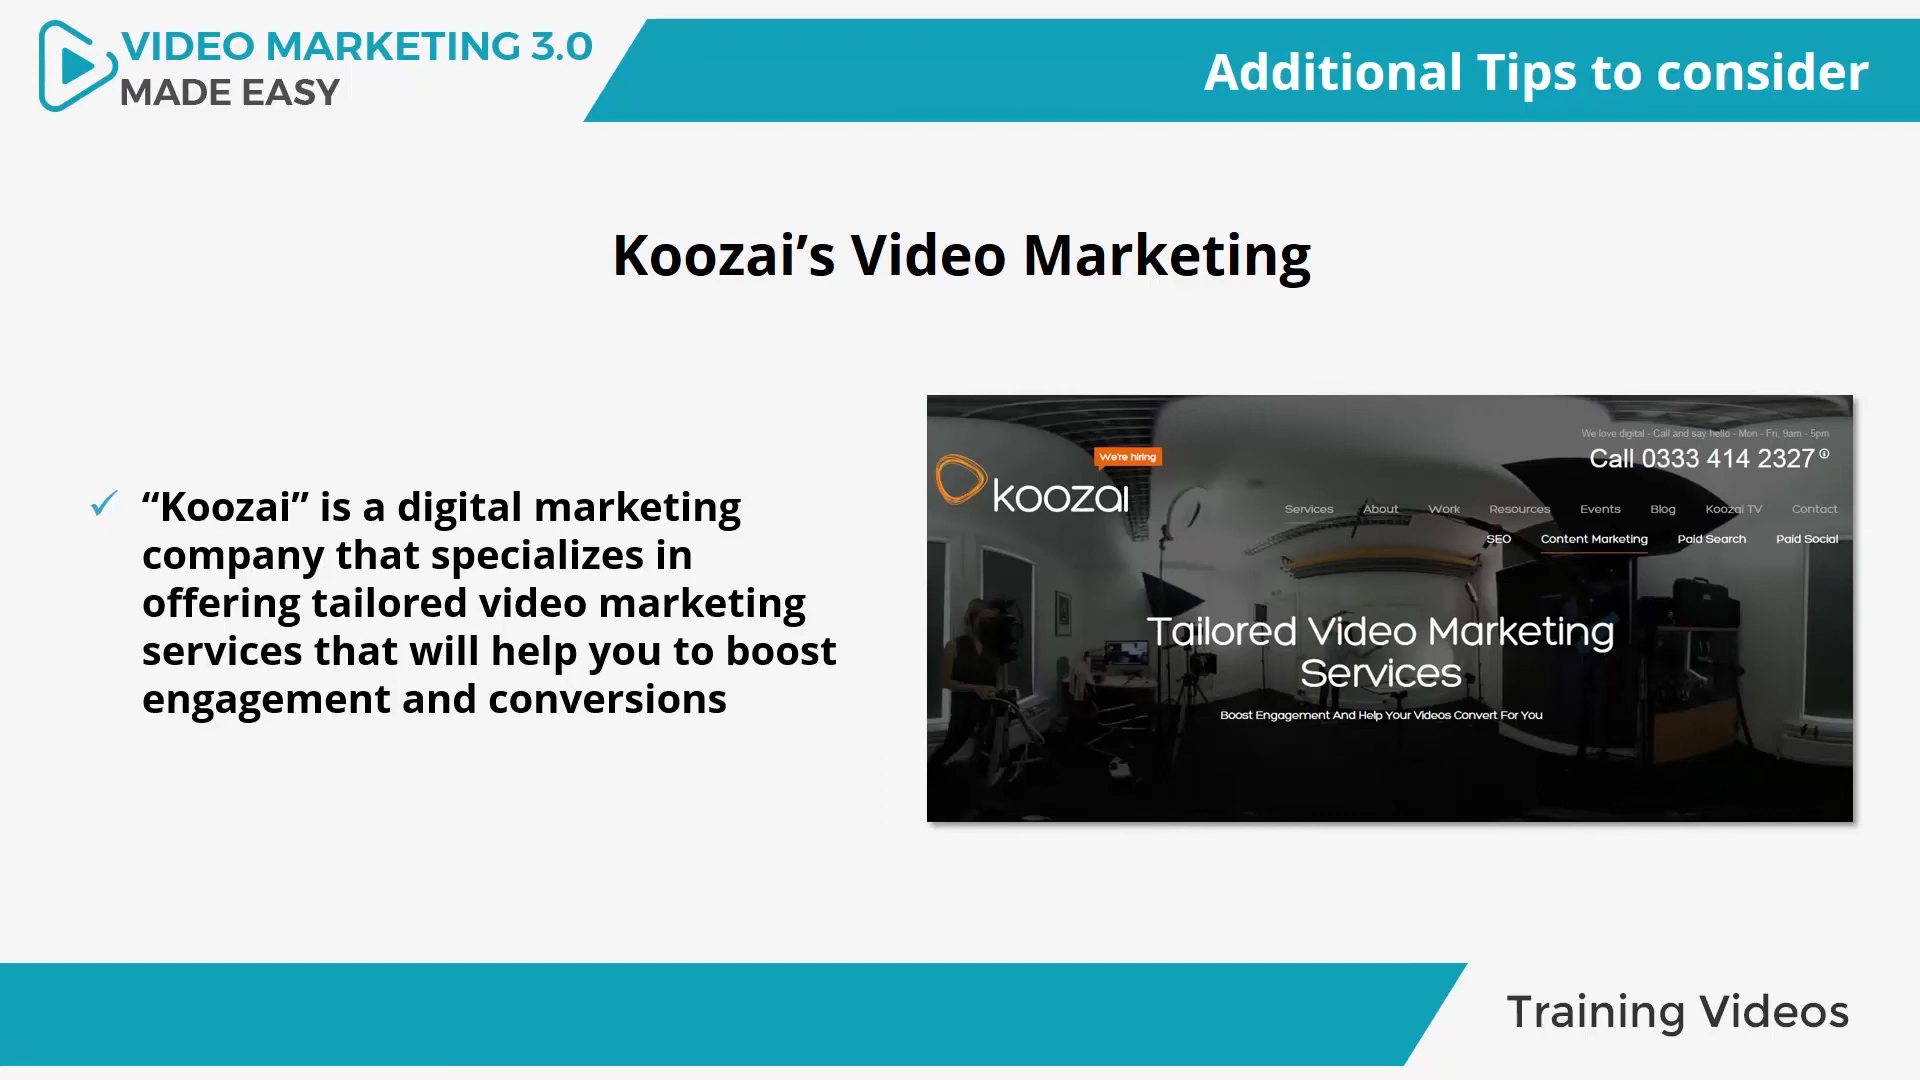 VIDEO MARKETING 3.0
MADE EASY
Additional Tips to consider
Koozai’s Video Marketing
“Koozai” is a digital marketing
company that specializes in
offering tailored video marketing
services that will help you to boost
engagement and conversions
We love digital - Call and say hello - Mon - Fri, 9am - 5pm
Call 0333 414 2327
We're hiring
koozai
Services About Work Resources Events Blog Koozai TV Contact
SEO Content Marketing Paid Search Paid Social
Tailored Video Marketing
Services
Boost Engagement And Help Your Videos Convert For You
Training Videos